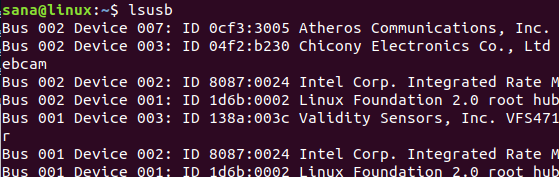 sana@linux:~$ lsusb
Bus 002 Device 007: ID 0cf3:3005 Atheros Communications, Inc.
Bus 002 Device 003: ID 04f2:b230 Chicony Electronics Co., Ltd
ebcam
Bus 002 Device 002: ID 8087:0024 Intel Corp. Integrated Rate M
Bus 002 Device 001: ID 1d6b:0002 Linux Foundation 2.0 root hub
Bus 001 Device 003: ID 138a:003c Validity Sensors, Inc. VFS471
r
Bus 001 Device 002: ID 8087:0024 Intel Corp. Integrated Rate M
Bus 001 Device 001: ID 1d6b:0002 Linux Foundation 2.0 root hub